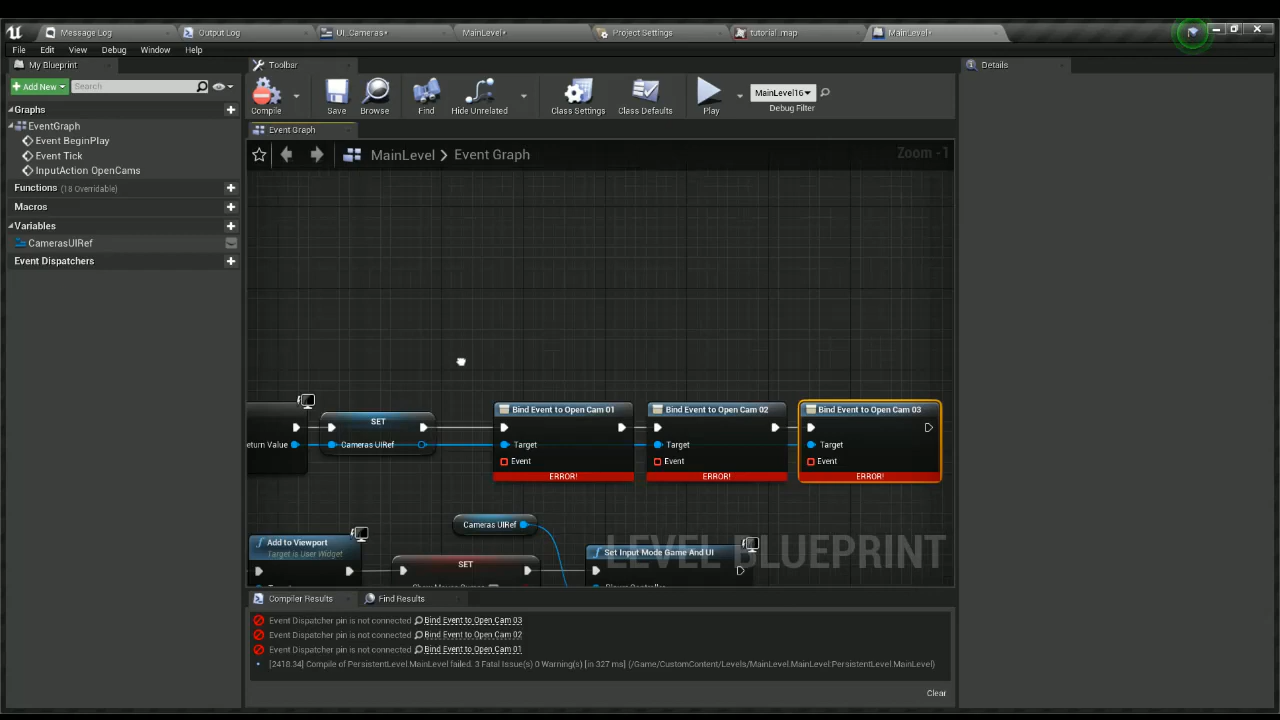 Message Log
Output Log
UI_Cameras*
MainLevel*
Project Settings
tutorial.map
MainLevel*
File Edit View Debug Window Help
My Blueprint
Toolbar
Details
+ Add New
Search
Compile
Save
Browse
Find
Hide Unrelated
Class Settings
Class Defaults
Play
MainLevel16
Debug Filter
Graphs
EventGraph
Event BeginPlay
Event Tick
InputAction OpenCams
Functions (18 Overridable)
Macros
Variables
CamerasUIRef
Event Dispatchers
Event Graph
MainLevel > Event Graph
Zoom -1
eturn Value
SET
Cameras UIRef
Bind Event to Open Cam 01
Target
Event
ERROR!
Bind Event to Open Cam 02
Target
Event
ERROR!
Bind Event to Open Cam 03
Target
Event
ERROR!
Cameras UIRef
Add to Viewport
Target is User Widget
SET
Set Input Mode Game And UI
LEVEL BLUEPRINT
Compiler Results
Find Results
Event Dispatcher pin is not connected Bind Event to Open Cam 03
Event Dispatcher pin is not connected Bind Event to Open Cam 02
Event Dispatcher pin is not connected Bind Event to Open Cam 01
[2418.34] Compile of PersistentLevel.MainLevel failed. 3 Fatal Issue(s) 0 Warning(s) [in 327 ms] (/Game/CustomContent/Levels/MainLevel.MainLevel:PersistentLevel.MainLevel)
Clear